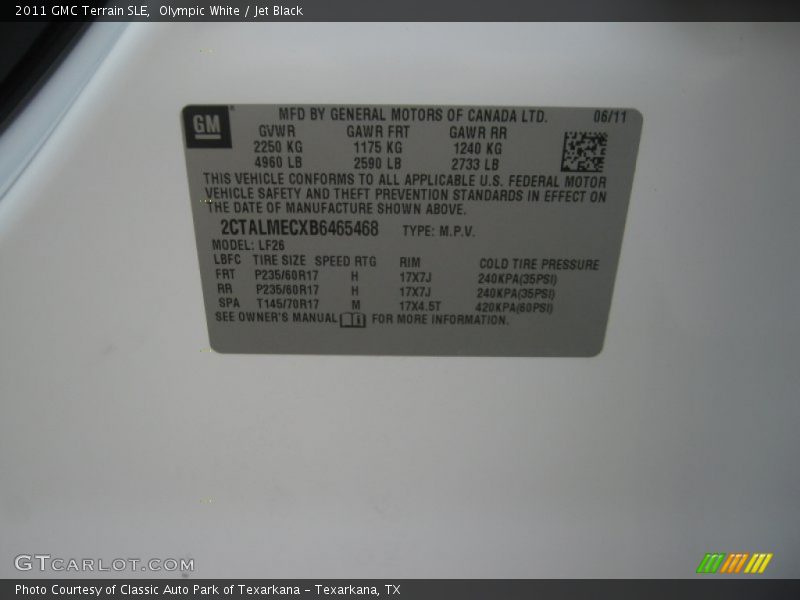 2011 GMC Terrain SLE, Olympic White / Jet Black
GM
MFD BY GENERAL MOTORS OF CANADA LTD. 06/11
GVWR GAWR FRT GAWR RR
2250 KG 1175 KG 1240 KG
4960 LB 2590 LB 2733 LB
THIS VEHICLE CONFORMS TO ALL APPLICABLE U.S. FEDERAL MOTOR
VEHICLE SAFETY AND THEFT PREVENTION STANDARDS IN EFFECT ON
THE DATE OF MANUFACTURE SHOWN ABOVE.
2CTALMECXB6465468 TYPE: M.P.V.
MODEL: LF26
LBFC TIRE SIZE SPEED RTG RIM COLD TIRE PRESSURE
FRT P235/60R17 H 17X7J 240KPA(35PSI)
RR P235/60R17 H 17X7J 240KPA(35PSI)
SPA T145/70R17 M 17X4.5T 420KPA(60PSI)
SEE OWNER'S MANUAL FOR MORE INFORMATION.
GTCARLOT.COM
Photo Courtesy of Classic Auto Park of Texarkana - Texarkana, TX